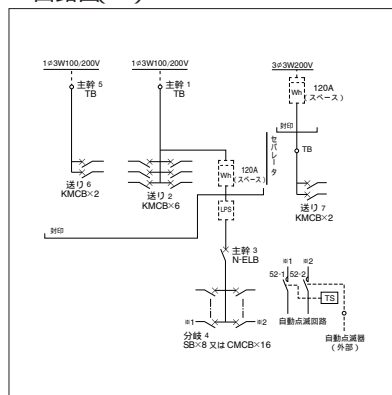 1φ3W100/200V
1φ3W100/200V
3φ3W200V
主幹 5
TB
主幹 1
TB
Wh
120A
(スペース)
封印
セパレータ
TB
Wh
120A
(スペース)
送り 6
KMCB×2
送り 2
KMCB×6
送り 7
KMCB×2
LPS
封印
主幹 3
N-ELB
※1
※2
52-1
52-2
TS
自動点滅回路
自動点滅器
(外部)
※1
※2
分岐 4
SB×8 又は CMCB×16